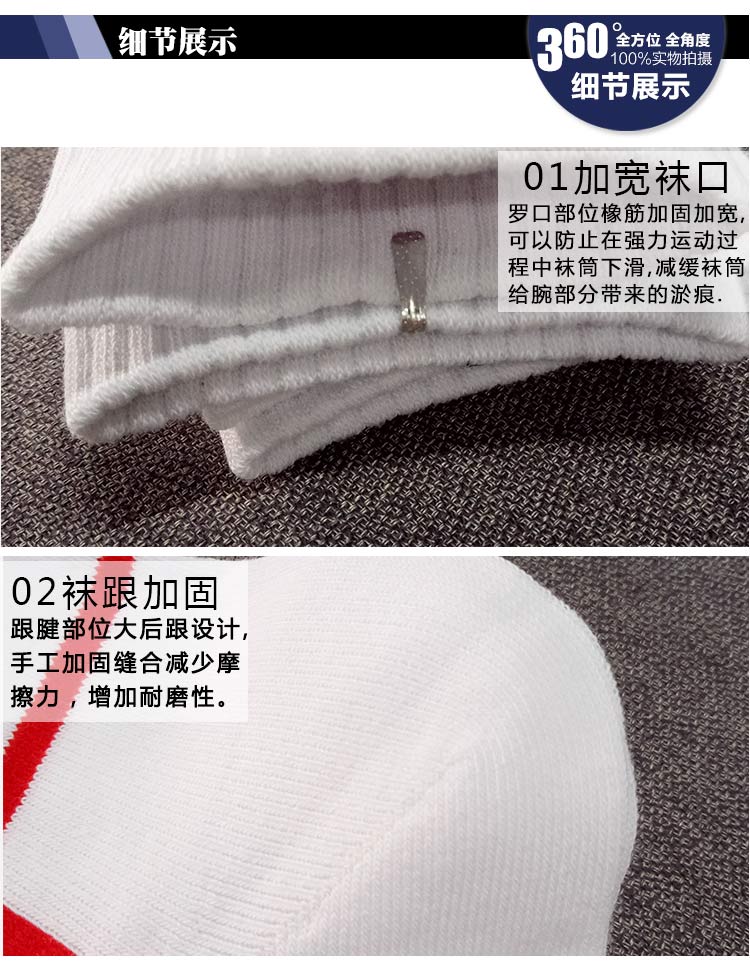 细节展示
360°全方位 全角度
100%实物拍摄
细节展示
01加宽袜口
罗口部位橡筋加固加宽,
可以防止在强力运动过
程中袜筒下滑,减缓袜筒
给腕部分带来的淤痕.
02袜跟加固
跟腱部位大后跟设计,
手工加固缝合减少摩
擦力，增加耐磨性。